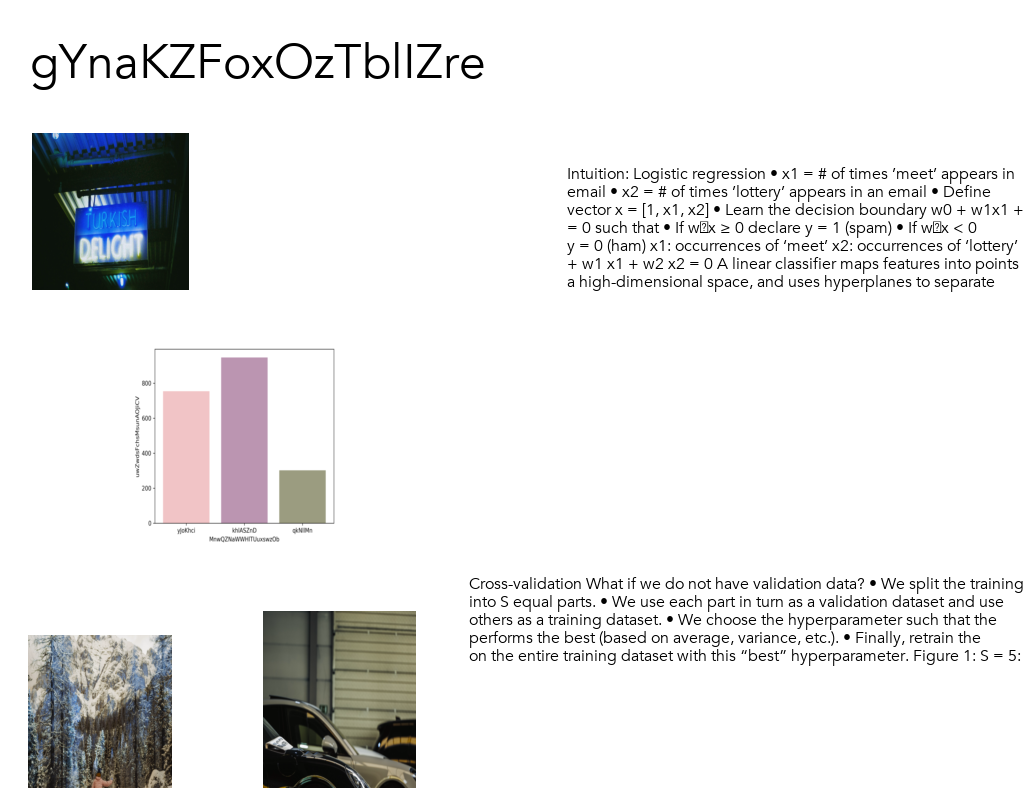 gYnaKZFoxOzTblIZre
TURKISH
DELIGHT
Intuition: Logistic regression • x1 = # of times ‘meet’ appears in
email • x2 = # of times ‘lottery’ appears in an email • Define
vector x = [1, x1, x2] • Learn the decision boundary w0 + w1x1 +
= 0 such that • If w x ≥ 0 declare y = 1 (spam) • If w x < 0
y = 0 (ham) x1: occurrences of ‘meet’ x2: occurrences of ‘lottery’
+ w1 x1 + w2 x2 = 0 A linear classifier maps features into points
a high-dimensional space, and uses hyperplanes to separate
800
600
400
200
0
yJoKhci
khIASZnD
qkNIIMn
MnwQZNaWWHITUuxswzOb
Cross-validation What if we do not have validation data? • We split the training
into S equal parts. • We use each part in turn as a validation dataset and use
others as a training dataset. • We choose the hyperparameter such that the
performs the best (based on average, variance, etc.). • Finally, retrain the
on the entire training dataset with this “best” hyperparameter. Figure 1: S = 5: